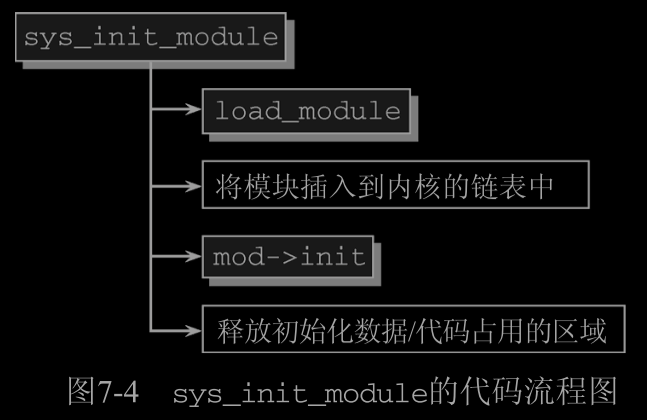 sys_init_module
load_module
将模块插入到内核的链表中
mod->init
释放初始化数据/代码占用的区域
图7-4 sys_init_module的代码流程图